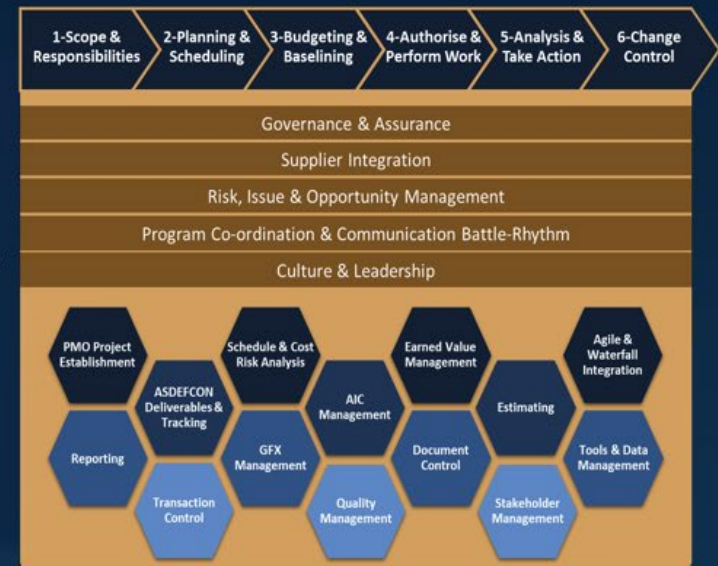 1-Scope &
Responsibilities
2-Planning &
Scheduling
3-Budgeting &
Baselining
4-Authorise &
Perform Work
5-Analysis &
Take Action
6-Change
Control
Governance & Assurance
Supplier Integration
Risk, Issue & Opportunity Management
Program Co-ordination & Communication Battle-Rhythm
Culture & Leadership
PMO Project
Establishment
Schedule & Cost
Risk Analysis
Earned Value
Management
Agile &
Waterfall
Integration
ASDEFCON
Deliverables &
Tracking
AIC
Management
Estimating
Reporting
GFX
Management
Document
Control
Tools & Data
Management
Transaction
Control
Quality
Management
Stakeholder
Management